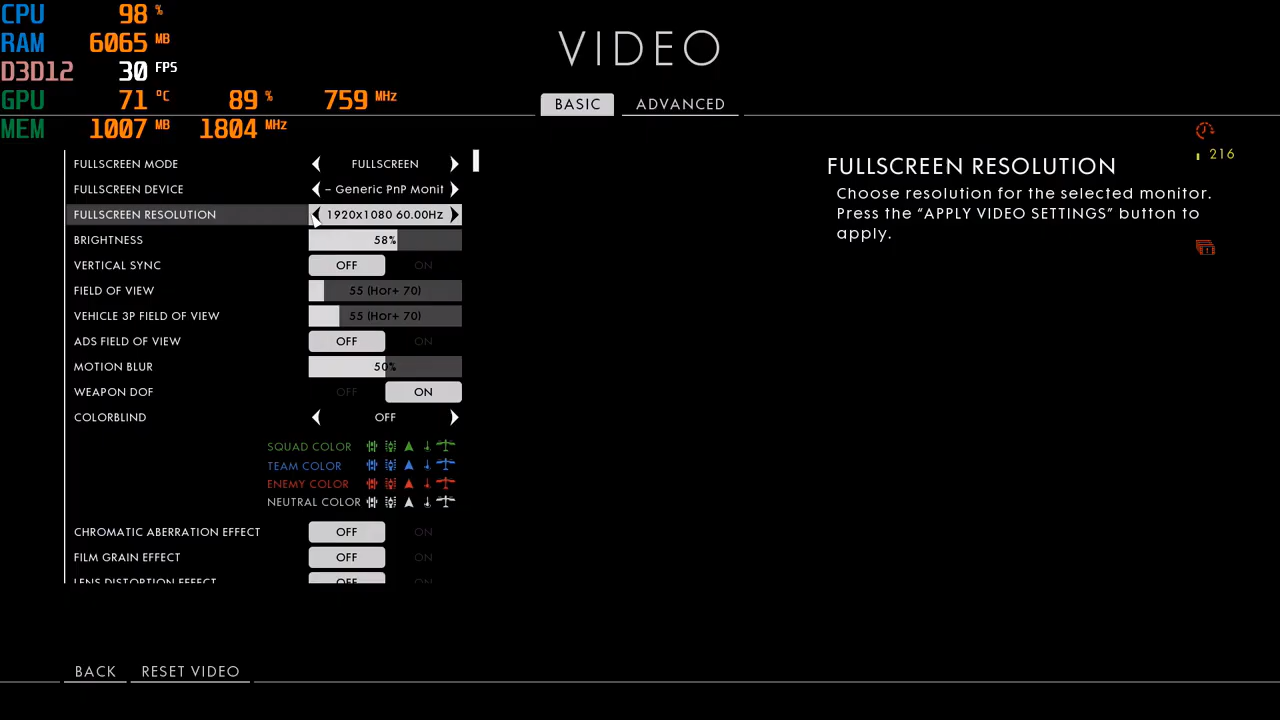 CPU 98 %
RAM 6065 MB
D3D12 30 FPS
GPU 71 °C 89 % 759 MHz
MEM 1007 MB 1804 MHz
VIDEO
BASIC ADVANCED
216
FULLSCREEN MODE FULLSCREEN
FULLSCREEN DEVICE – Generic PnP Monit
FULLSCREEN RESOLUTION 1920x1080 60.00Hz
BRIGHTNESS 58%
VERTICAL SYNC OFF ON
FIELD OF VIEW 55 (Hor+ 70)
VEHICLE 3P FIELD OF VIEW 55 (Hor+ 70)
ADS FIELD OF VIEW OFF ON
MOTION BLUR 50%
WEAPON DOF OFF ON
COLORBLIND OFF
SQUAD COLOR
TEAM COLOR
ENEMY COLOR
NEUTRAL COLOR
CHROMATIC ABERRATION EFFECT OFF ON
FILM GRAIN EFFECT OFF ON
LENS DISTORTION EFFECT OFF ON
FULLSCREEN RESOLUTION
Choose resolution for the selected monitor.
Press the “APPLY VIDEO SETTINGS” button to
apply.
BACK RESET VIDEO